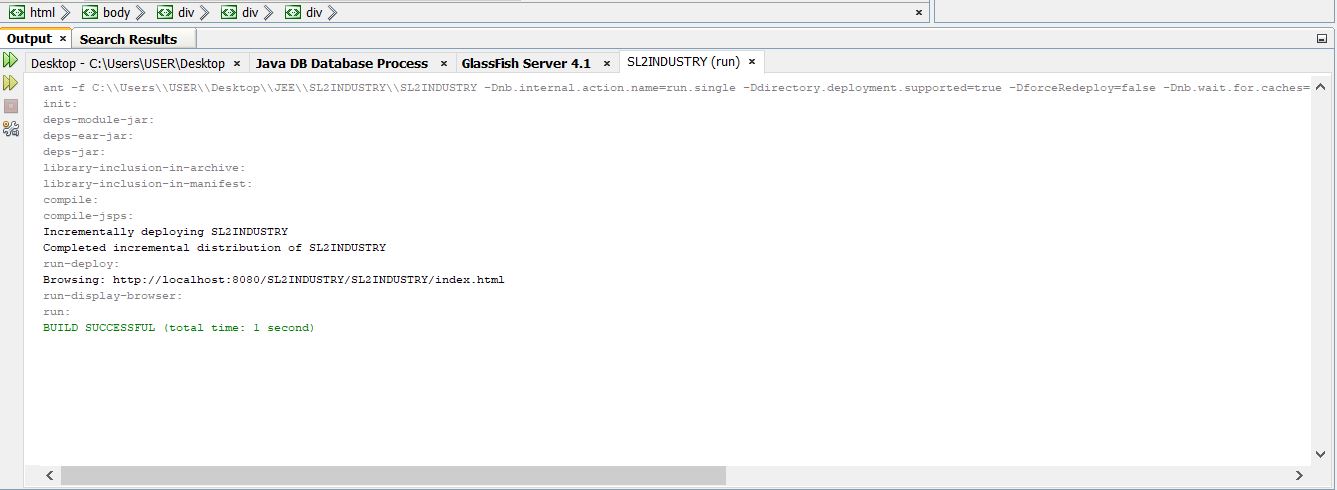 html body div div div
Output Search Results
Desktop - C:\Users\USER\Desktop Java DB Database Process GlassFish Server 4.1 SL2INDUSTRY (run)
ant -f C:\\Users\\USER\\Desktop\\JEE\\SL2INDUSTRY\\SL2INDUSTRY -Dnb.internal.action.name=run.single -Ddirectory.deployment.supported=true -DforceRedeploy=false -Dnb.wait.for.caches=
init:
deps-module-jar:
deps-ear-jar:
deps-jar:
library-inclusion-in-archive:
library-inclusion-in-manifest:
compile:
compile-jsps:
Incrementally deploying SL2INDUSTRY
Completed incremental distribution of SL2INDUSTRY
run-deploy:
Browsing: http://localhost:8080/SL2INDUSTRY/SL2INDUSTRY/index.html
run-display-browser:
run:
BUILD SUCCESSFUL (total time: 1 second)